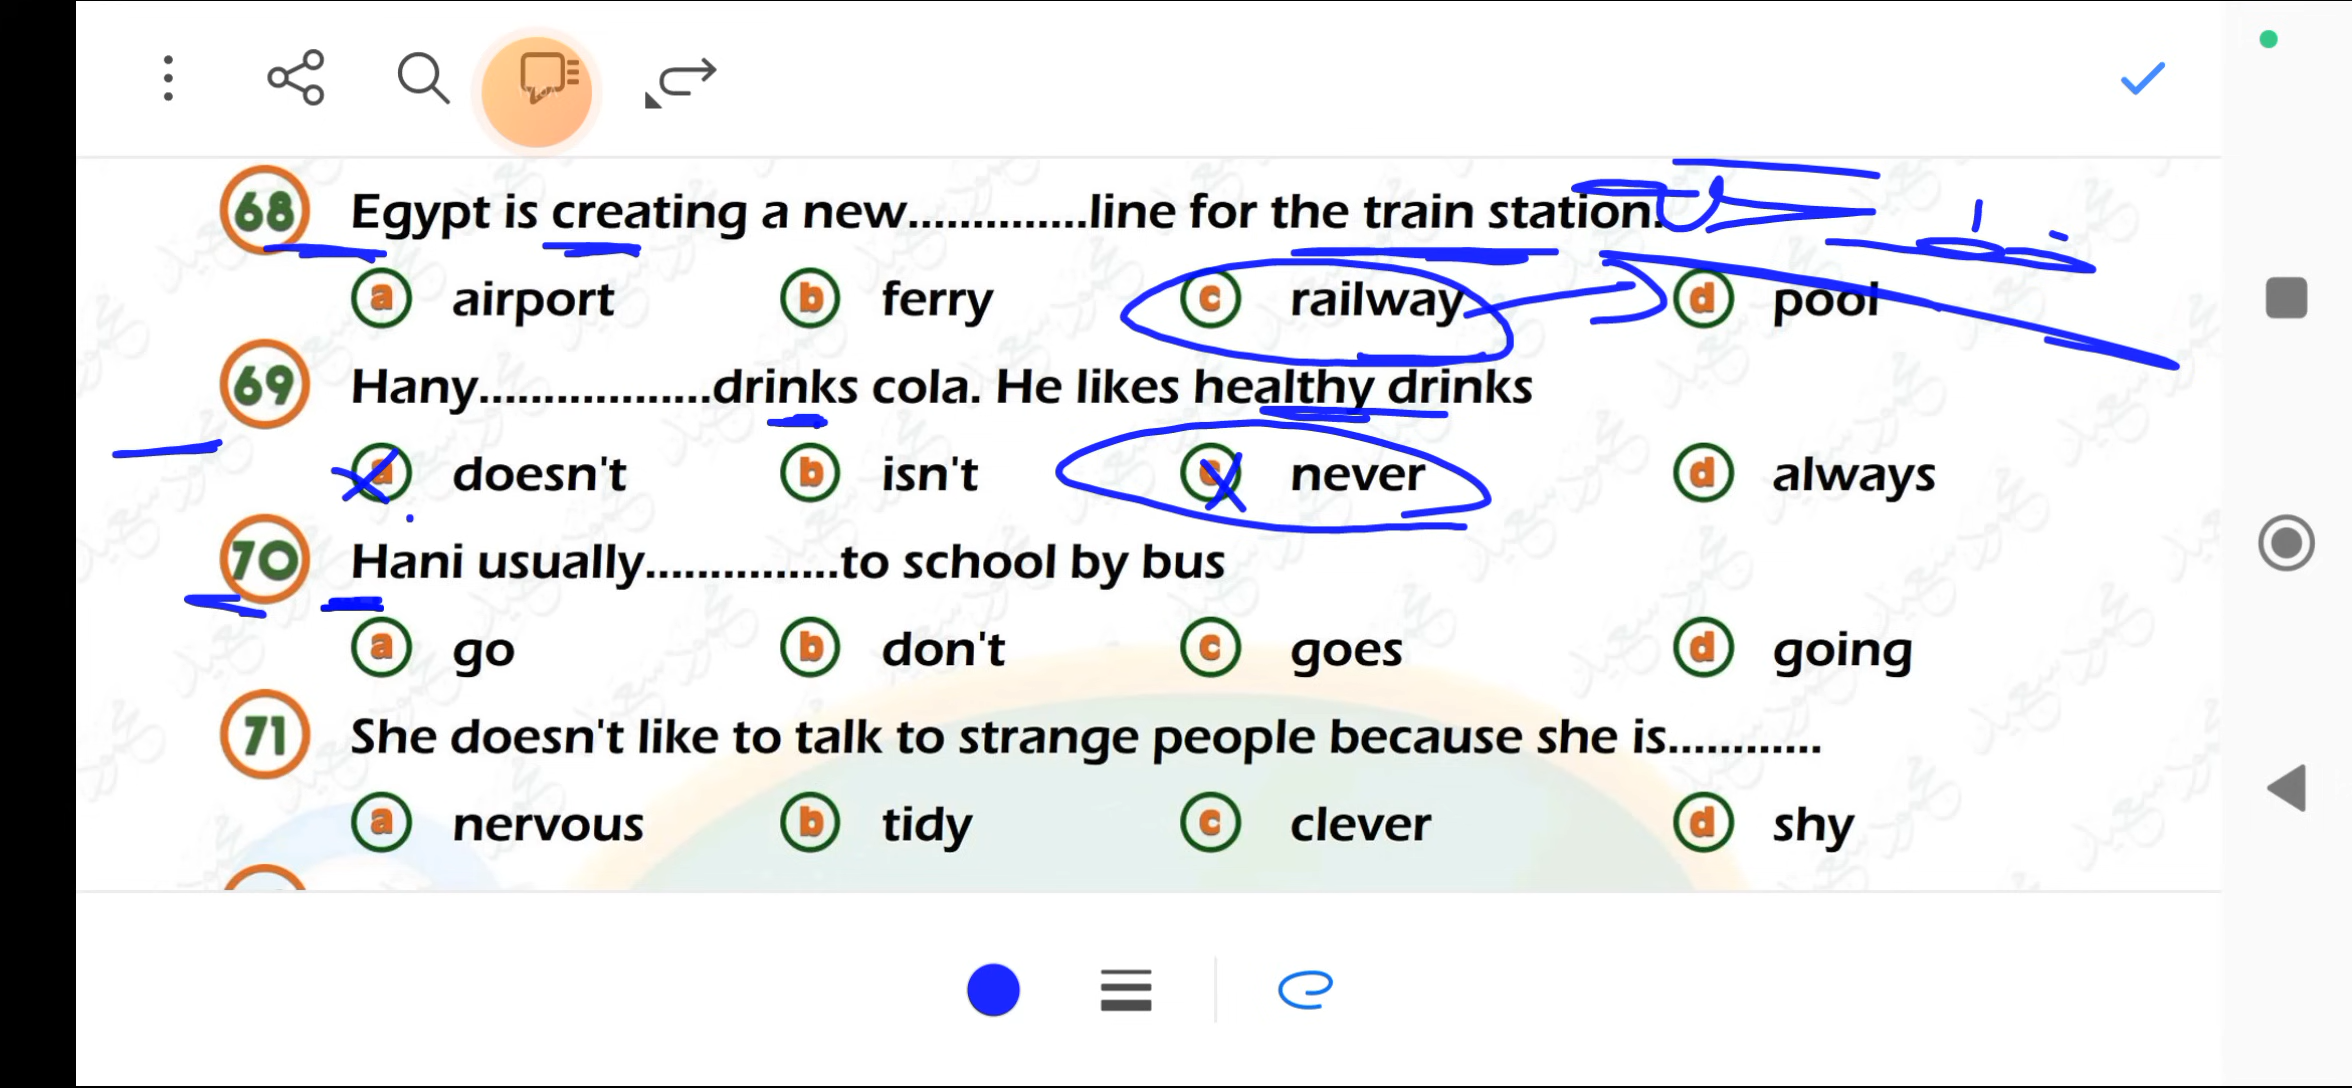 68 Egypt is creating a new..............line for the train station.
a airport b ferry c railway d pool
69 Hany..................drinks cola. He likes healthy drinks
a doesn't b isn't c never d always
70 Hani usually...............to school by bus
a go b don't c goes d going
71 She doesn't like to talk to strange people because she is............
a nervous b tidy c clever d shy